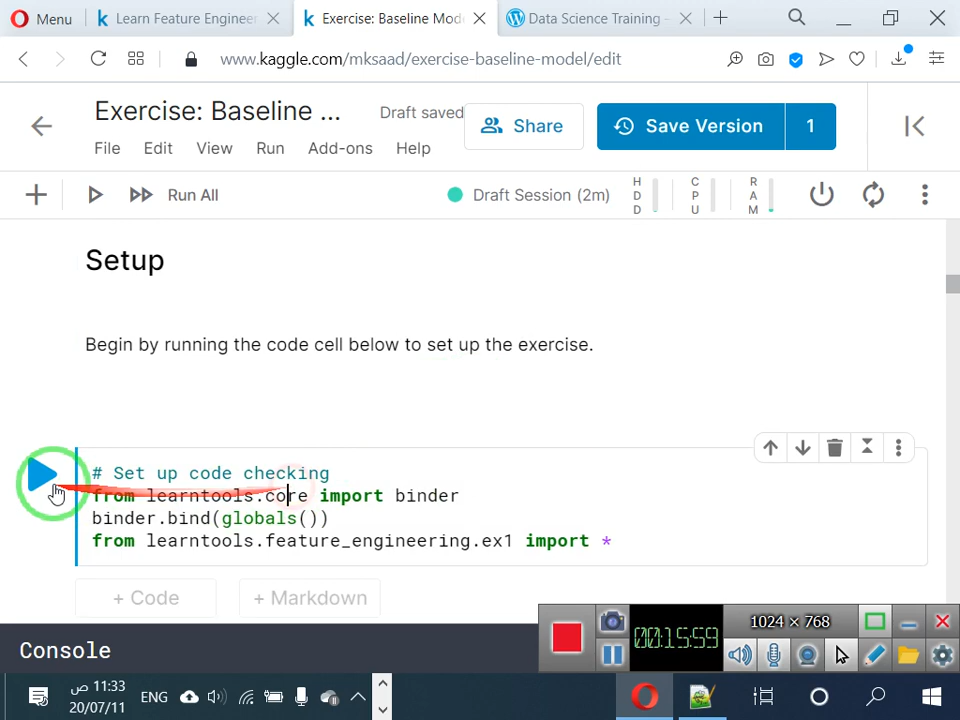 Menu
Learn Feature Engineer
Exercise: Baseline Mode
Data Science Training –
www.kaggle.com/mksaad/exercise-baseline-model/edit
Exercise: Baseline ...
Draft saved
Share
Save Version
1
File
Edit
View
Run
Add-ons
Help
Run All
Draft Session (2m)
HDD
CPU
RAM
Setup
Begin by running the code cell below to set up the exercise.
# Set up code checking
from learntools.core import binder
binder.bind(globals())
from learntools.feature_engineering.ex1 import *
+ Code
+ Markdown
Console
00:15:59
1024 × 768
11:33 ص
20/07/11
ENG